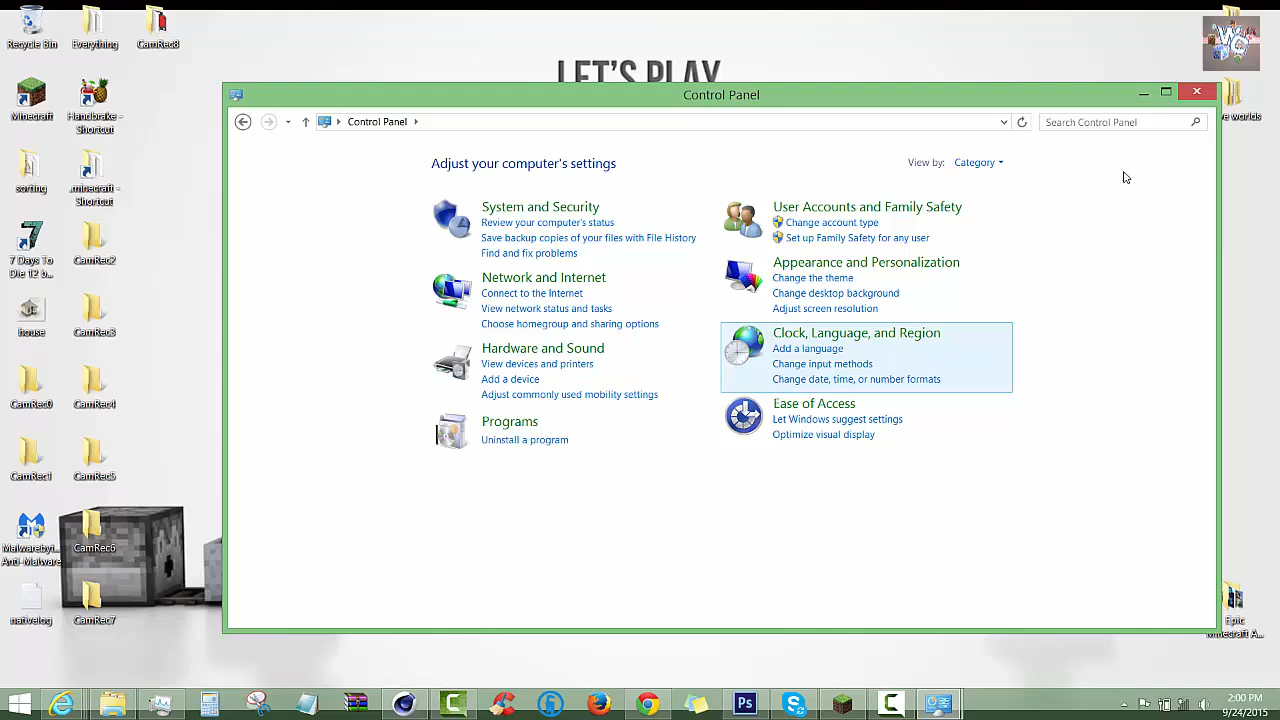 LET'S PLAY
Recycle Bin
Everything
CamRec8
Minecraft
Handbrake - Shortcut
sorting
.minecraft - Shortcut
7 Days To Die 12 b...
CamRec2
house
CamRec3
CamRec0
CamRec4
CamRec1
CamRec5
Malwareby... Anti-Malware
CamRec6
nativelog
CamRec7
Control Panel
Control Panel
Search Control Panel
Adjust your computer's settings
View by: Category
System and Security
Review your computer's status
Save backup copies of your files with File History
Find and fix problems
Network and Internet
Connect to the Internet
View network status and tasks
Choose homegroup and sharing options
Hardware and Sound
View devices and printers
Add a device
Adjust commonly used mobility settings
Programs
Uninstall a program
User Accounts and Family Safety
Change account type
Set up Family Safety for any user
Appearance and Personalization
Change the theme
Change desktop background
Adjust screen resolution
Clock, Language, and Region
Add a language
Change input methods
Change date, time, or number formats
Ease of Access
Let Windows suggest settings
Optimize visual display
worlds
Epic
Minecraft A...
Ps
2:00 PM
9/24/2015